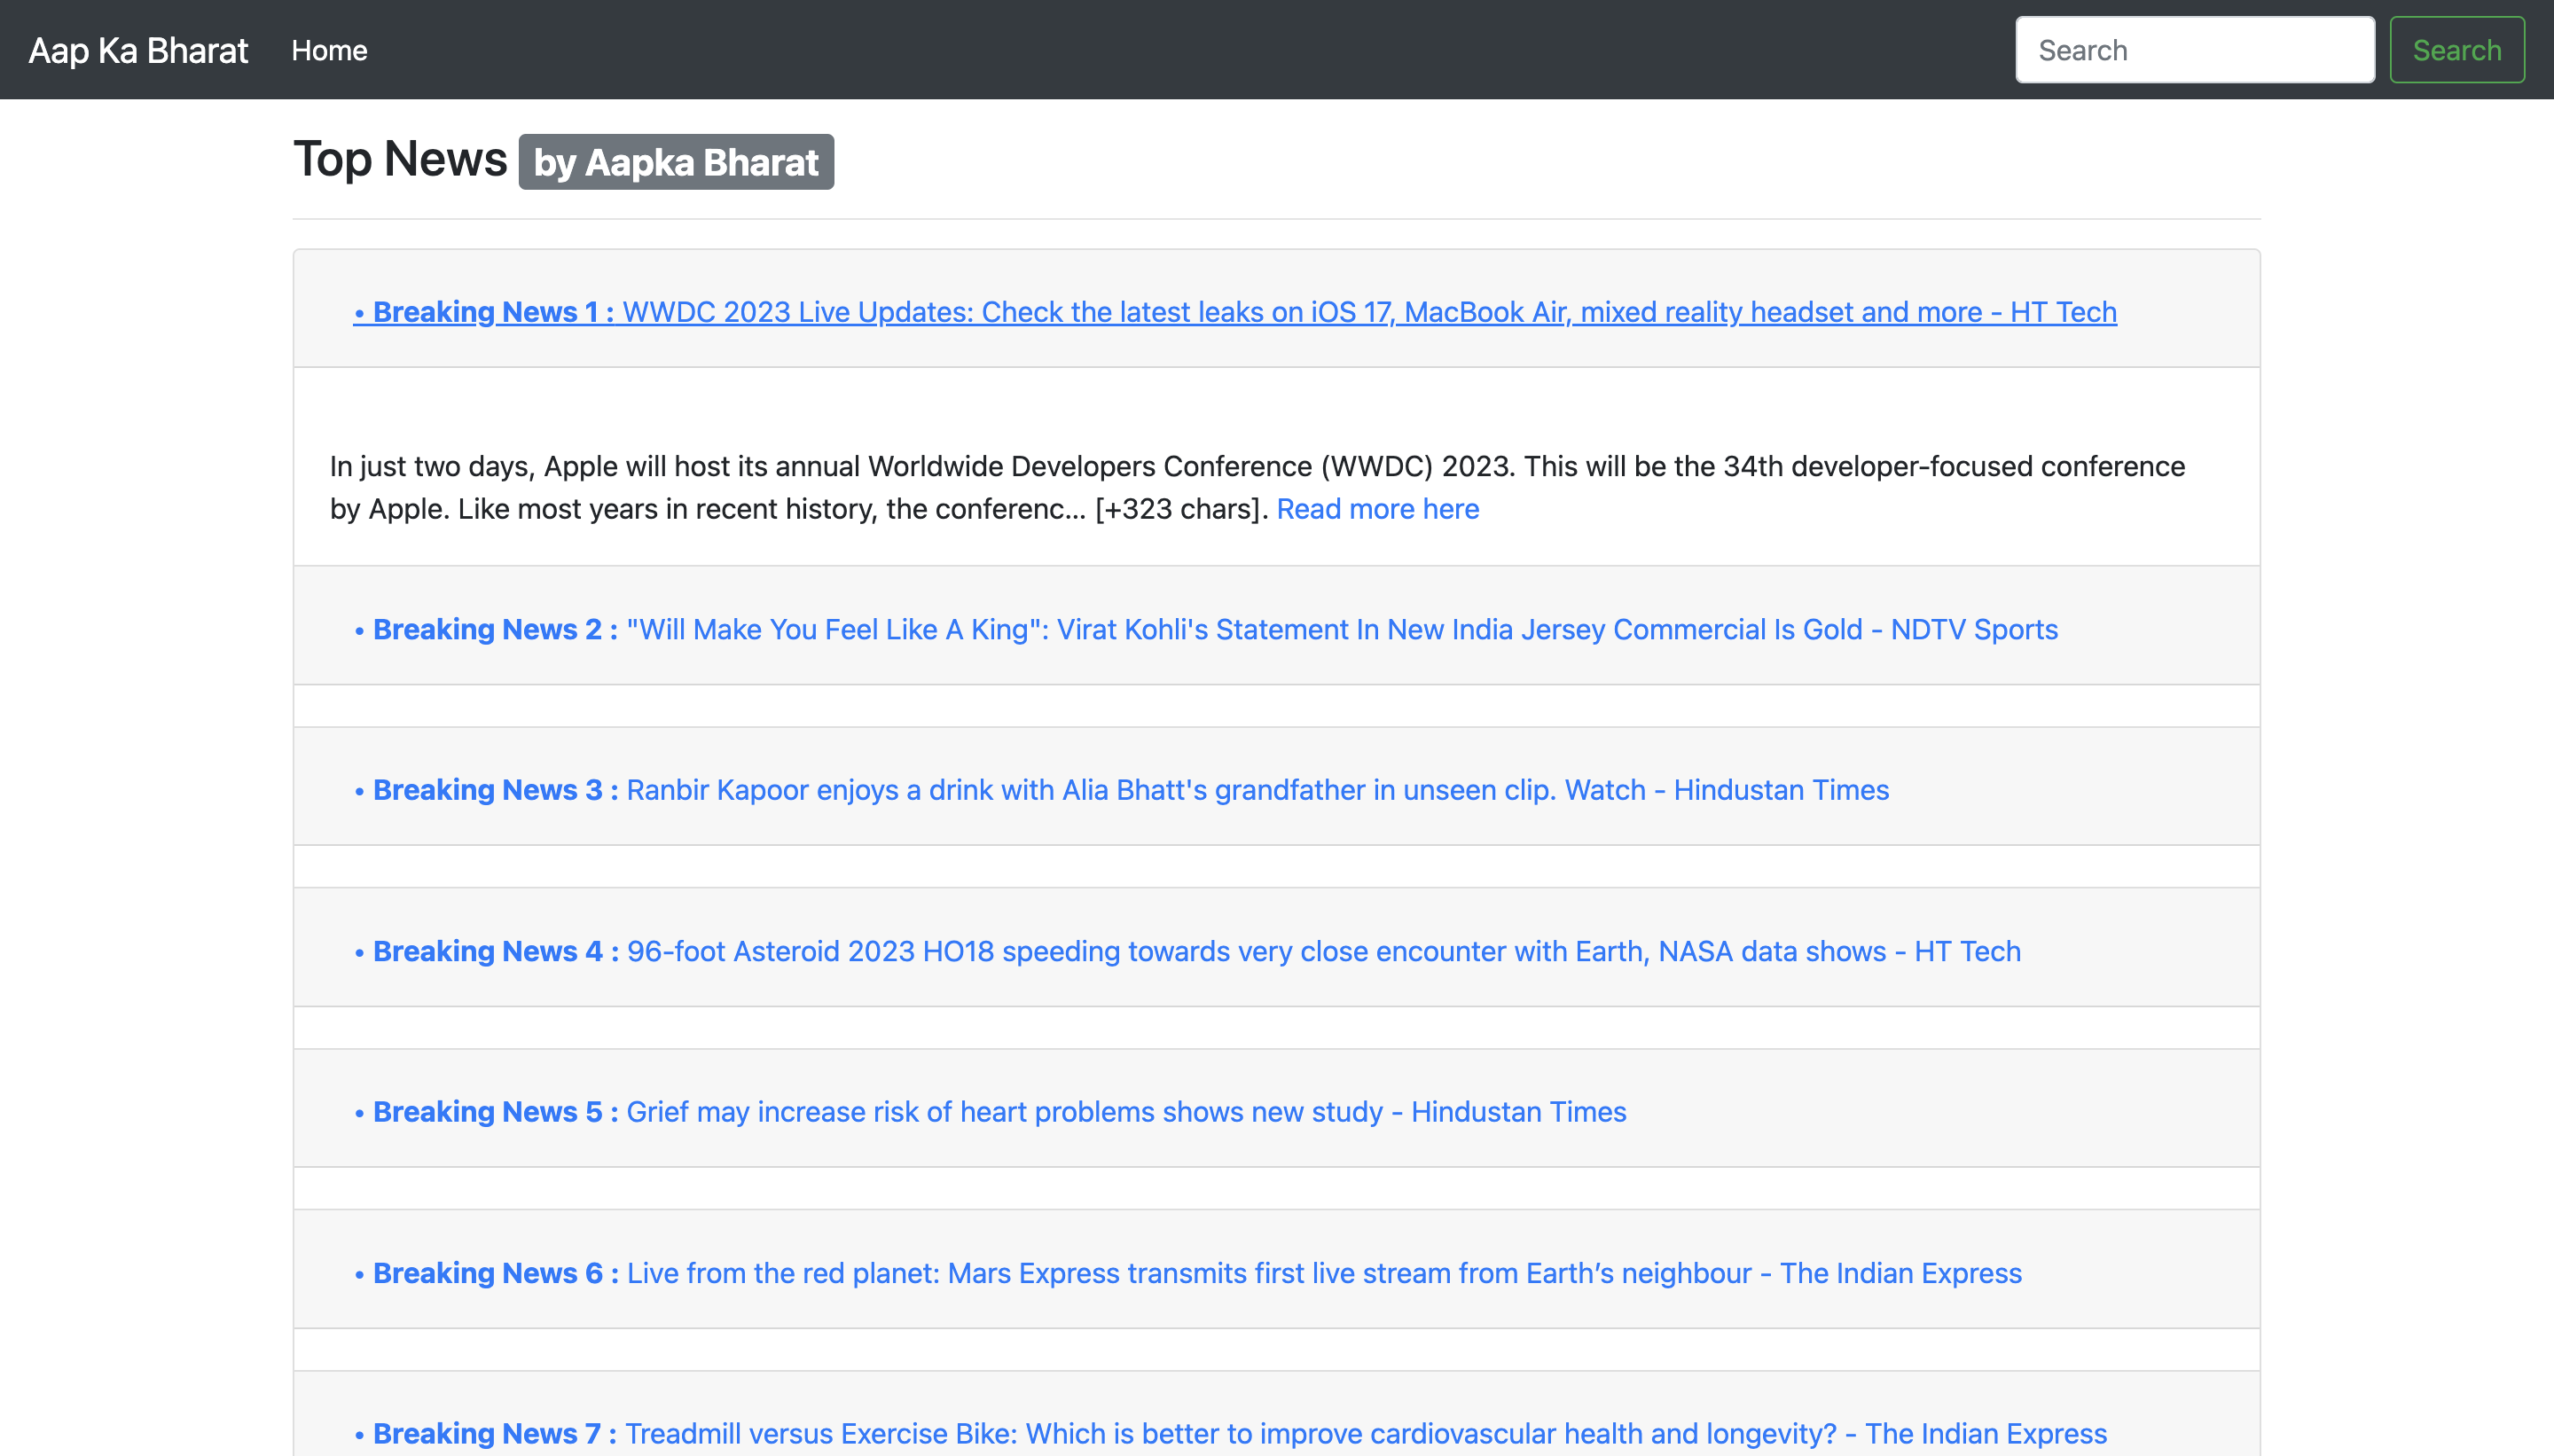 Aap Ka Bharat Home Search Search
Top News by Aapka Bharat
• Breaking News 1 : WWDC 2023 Live Updates: Check the latest leaks on iOS 17, MacBook Air, mixed reality headset and more - HT Tech
In just two days, Apple will host its annual Worldwide Developers Conference (WWDC) 2023. This will be the 34th developer-focused conference
by Apple. Like most years in recent history, the conferenc… [+323 chars]. Read more here
• Breaking News 2 : "Will Make You Feel Like A King": Virat Kohli's Statement In New India Jersey Commercial Is Gold - NDTV Sports
• Breaking News 3 : Ranbir Kapoor enjoys a drink with Alia Bhatt's grandfather in unseen clip. Watch - Hindustan Times
• Breaking News 4 : 96-foot Asteroid 2023 HO18 speeding towards very close encounter with Earth, NASA data shows - HT Tech
• Breaking News 5 : Grief may increase risk of heart problems shows new study - Hindustan Times
• Breaking News 6 : Live from the red planet: Mars Express transmits first live stream from Earth’s neighbour - The Indian Express
• Breaking News 7 : Treadmill versus Exercise Bike: Which is better to improve cardiovascular health and longevity? - The Indian Express